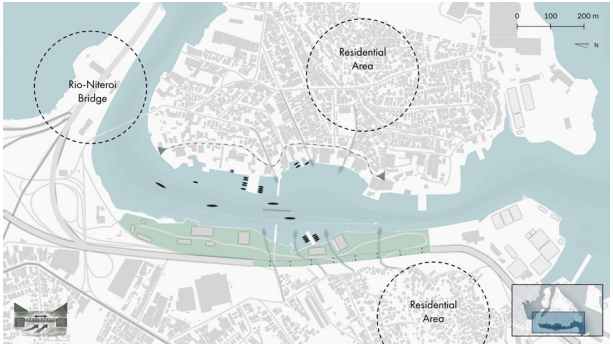 0 100 200 m
N
Residential
Area
Rio-Niteroi
Bridge
Residential
Area